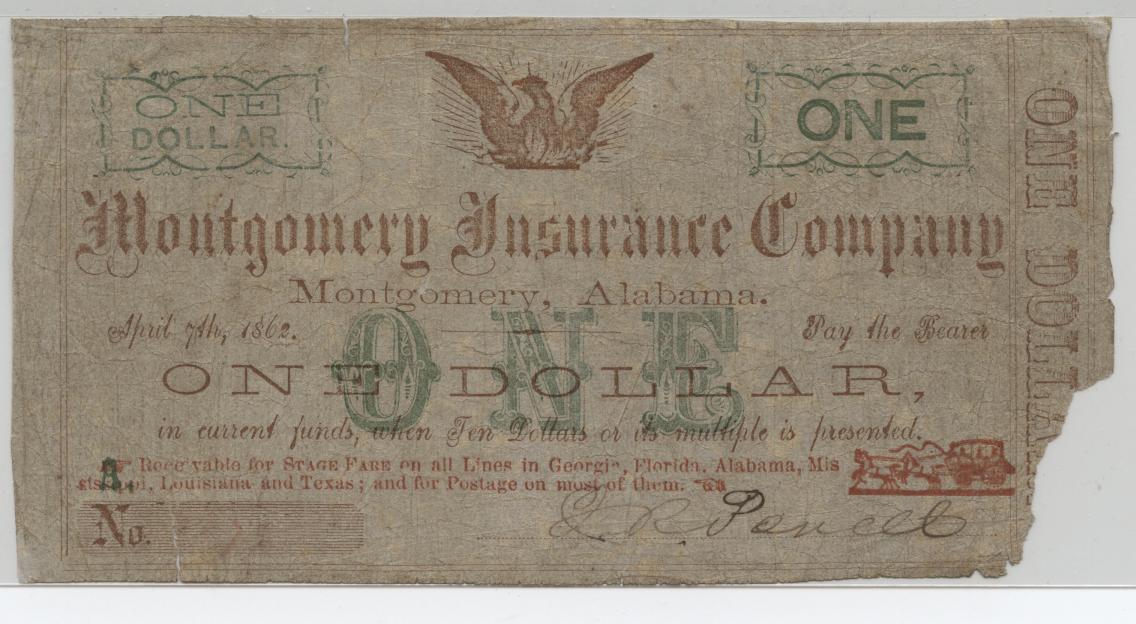 ONE
DOLLAR.
ONE
Montgomery Insurance Company
Montgomery, Alabama.
April 7th, 1862.
Pay the Bearer
ONE
ONE DOLLAR,
in current funds, when Ten Dollars or its multiple is presented.
A.
Receivable for STAGE FARE on all Lines in Georgia, Florida, Alabama, Mis
sissippi, Louisiana and Texas; and for Postage on most of them.
No.
ONE DOLLA